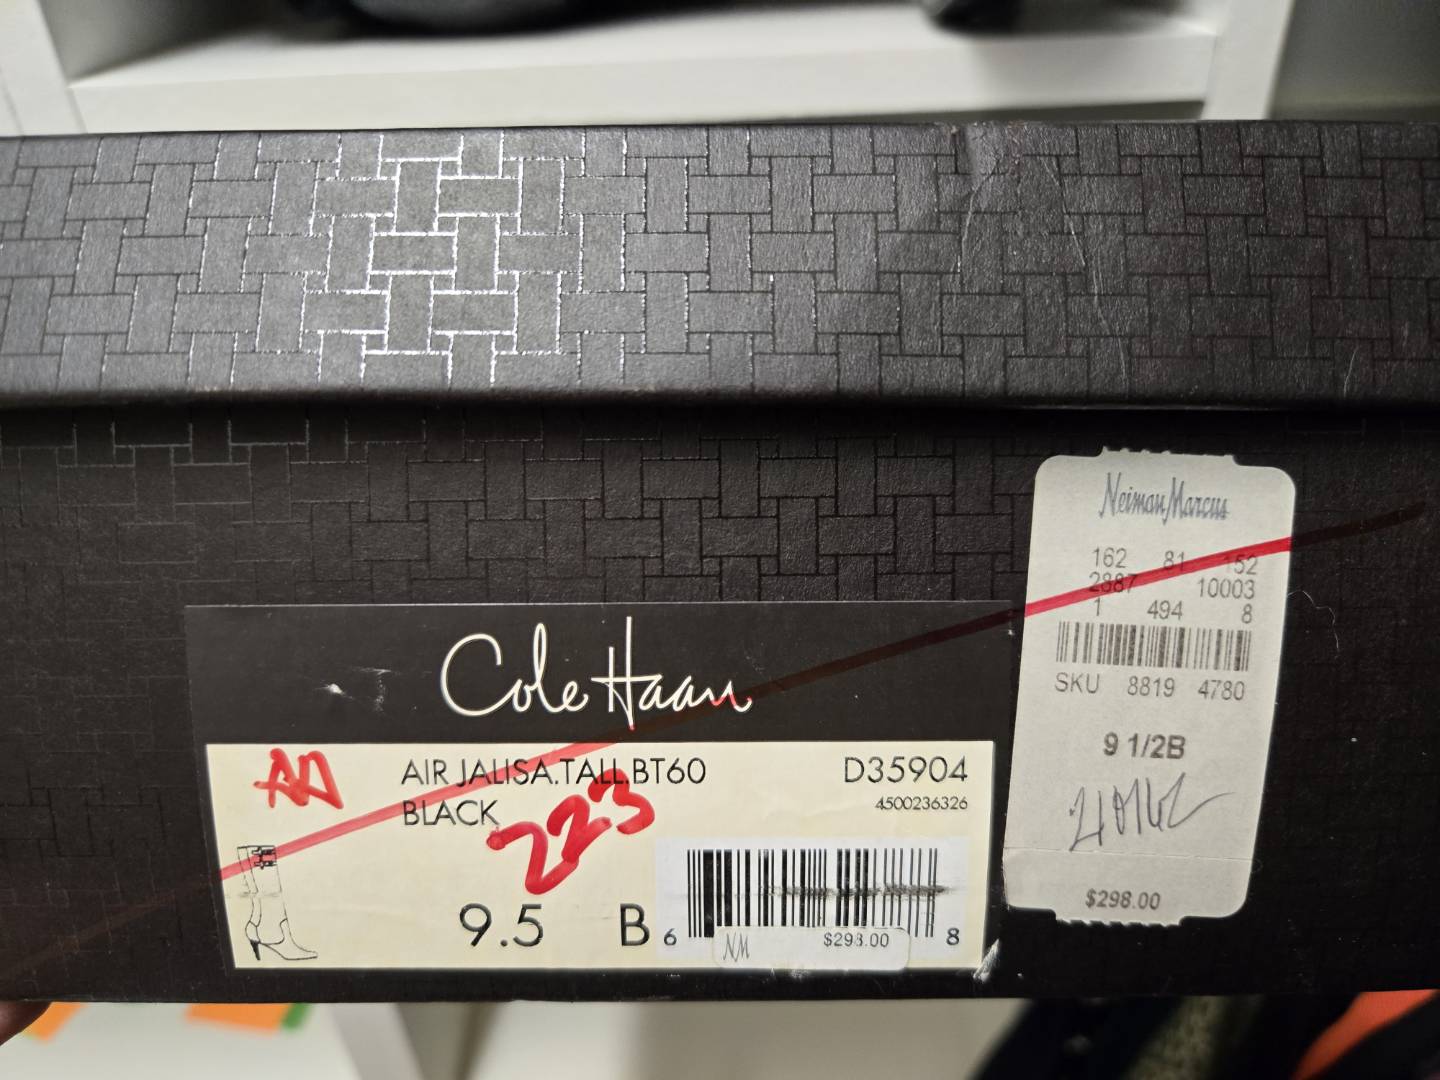 Neiman Marcus
162 81 152
2887 10003
1 494 8
SKU 8819 4780
9 1/2B
$298.00
Cole Haan
AIR JALISA.TALL.BT60 D35904
BLACK 4500236326
223
9.5 B
6 8
NM $298.00